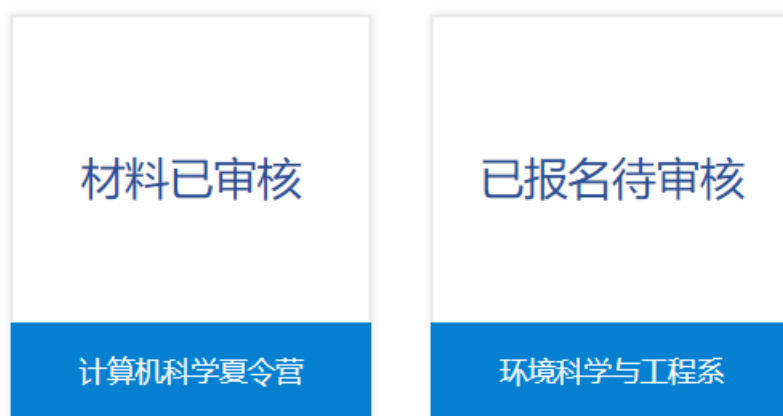 材料已审核
已报名待审核
计算机科学夏令营
环境科学与工程系